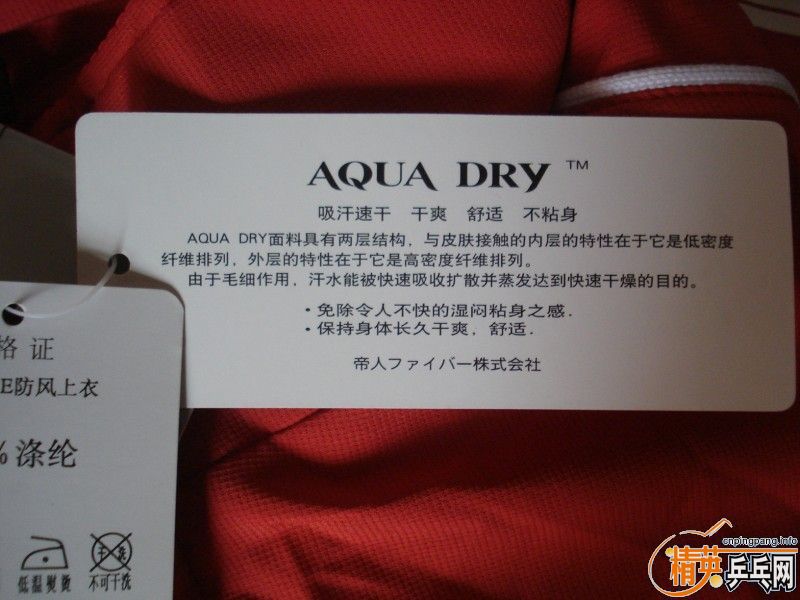 AQUA DRY™
吸汗速干 干爽 舒适 不粘身
AQUA DRY面料具有两层结构，与皮肤接触的内层的特性在于它是低密度
纤维排列，外层的特性在于它是高密度纤维排列。
由于毛细作用，汗水能被快速吸收扩散并蒸发达到快速干燥的目的。
·免除令人不快的湿闷粘身之感．
·保持身体长久干爽，舒适．
帝人ファイバー株式会社
格 证
E防风上衣
% 涤纶
低温熨烫
不可干洗
cnpingpang.info
精英乒乓网